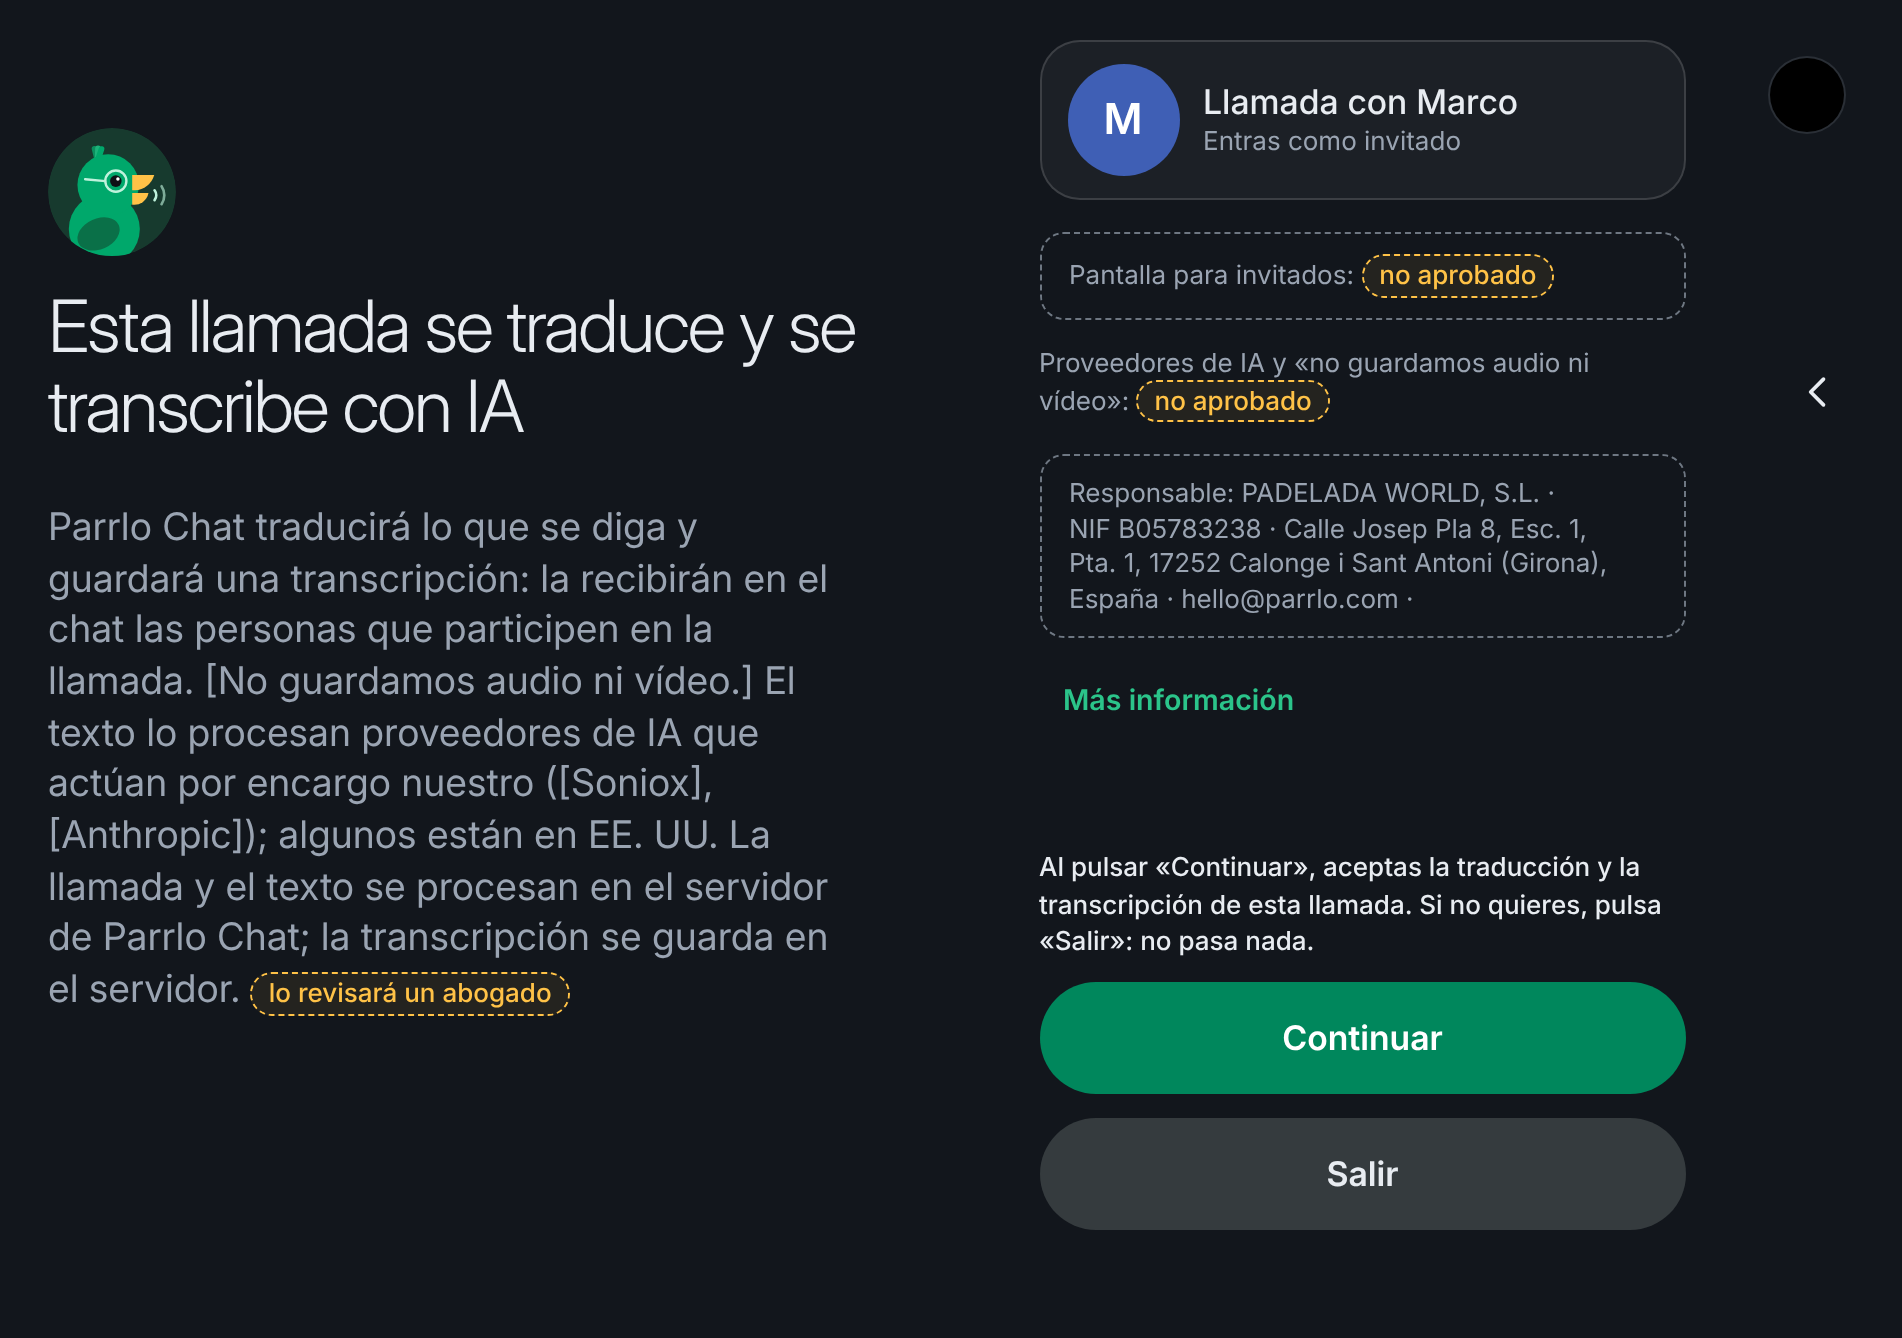 Esta llamada se traduce y se
transcribe con IA
Parrlo Chat traducirá lo que se diga y
guardará una transcripción: la recibirán en el
chat las personas que participen en la
llamada. [No guardamos audio ni vídeo.] El
texto lo procesan proveedores de IA que
actúan por encargo nuestro ([Soniox],
[Anthropic]); algunos están en EE. UU. La
llamada y el texto se procesan en el servidor
de Parrlo Chat; la transcripción se guarda en
el servidor. lo revisará un abogado
M
Llamada con Marco
Entras como invitado
Pantalla para invitados: no aprobado
Proveedores de IA y «no guardamos audio ni
vídeo»: no aprobado
Responsable: PADELADA WORLD, S.L. ·
NIF B05783238 · Calle Josep Pla 8, Esc. 1,
Pta. 1, 17252 Calonge i Sant Antoni (Girona),
España · hello@parrlo.com ·
Más información
Al pulsar «Continuar», aceptas la traducción y la
transcripción de esta llamada. Si no quieres, pulsa
«Salir»: no pasa nada.
Continuar
Salir